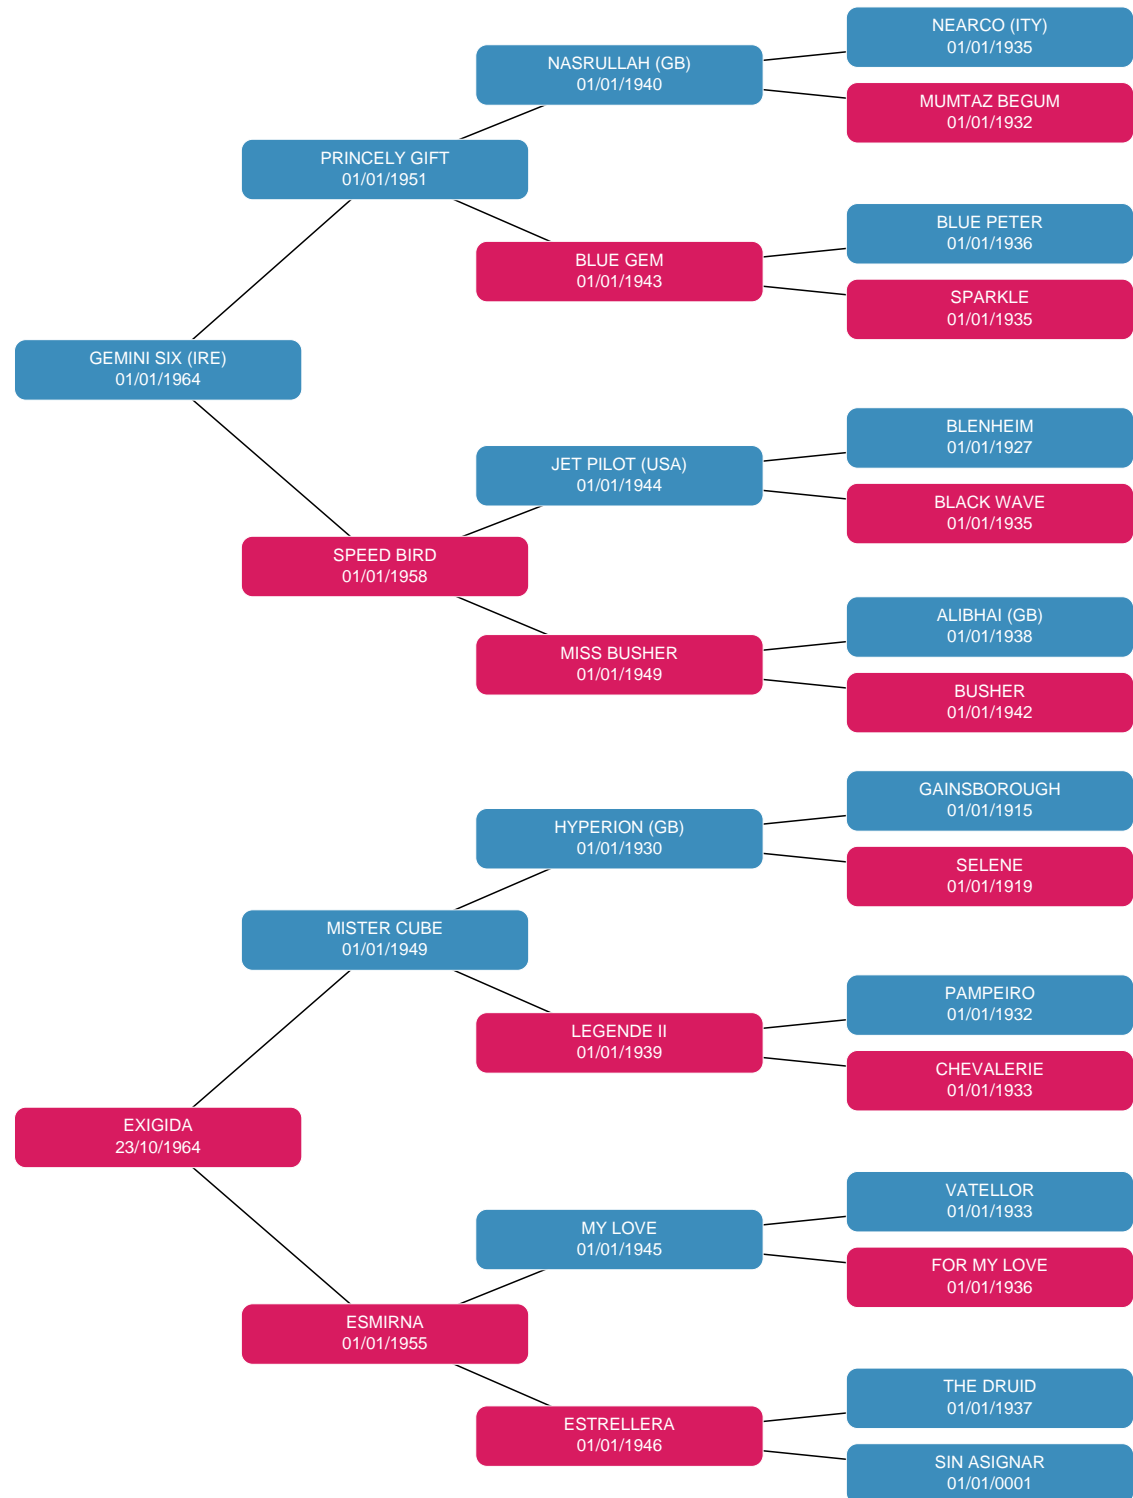 NEARCO (ITY)
01/01/1935
NASRULLAH (GB)
01/01/1940
MUMTAZ BEGUM
01/01/1932
PRINCELY GIFT
01/01/1951
BLUE PETER
01/01/1936
BLUE GEM
01/01/1943
SPARKLE
01/01/1935
GEMINI SIX (IRE)
01/01/1964
BLENHEIM
01/01/1927
JET PILOT (USA)
01/01/1944
BLACK WAVE
01/01/1935
SPEED BIRD
01/01/1958
ALIBHAI (GB)
01/01/1938
MISS BUSHER
01/01/1949
BUSHER
01/01/1942
GAINSBOROUGH
01/01/1915
HYPERION (GB)
01/01/1930
SELENE
01/01/1919
MISTER CUBE
01/01/1949
PAMPEIRO
01/01/1932
LEGENDE II
01/01/1939
CHEVALERIE
01/01/1933
EXIGIDA
23/10/1964
VATELLOR
01/01/1933
MY LOVE
01/01/1945
FOR MY LOVE
01/01/1936
ESMIRNA
01/01/1955
THE DRUID
01/01/1937
ESTRELLERA
01/01/1946
SIN ASIGNAR
01/01/0001